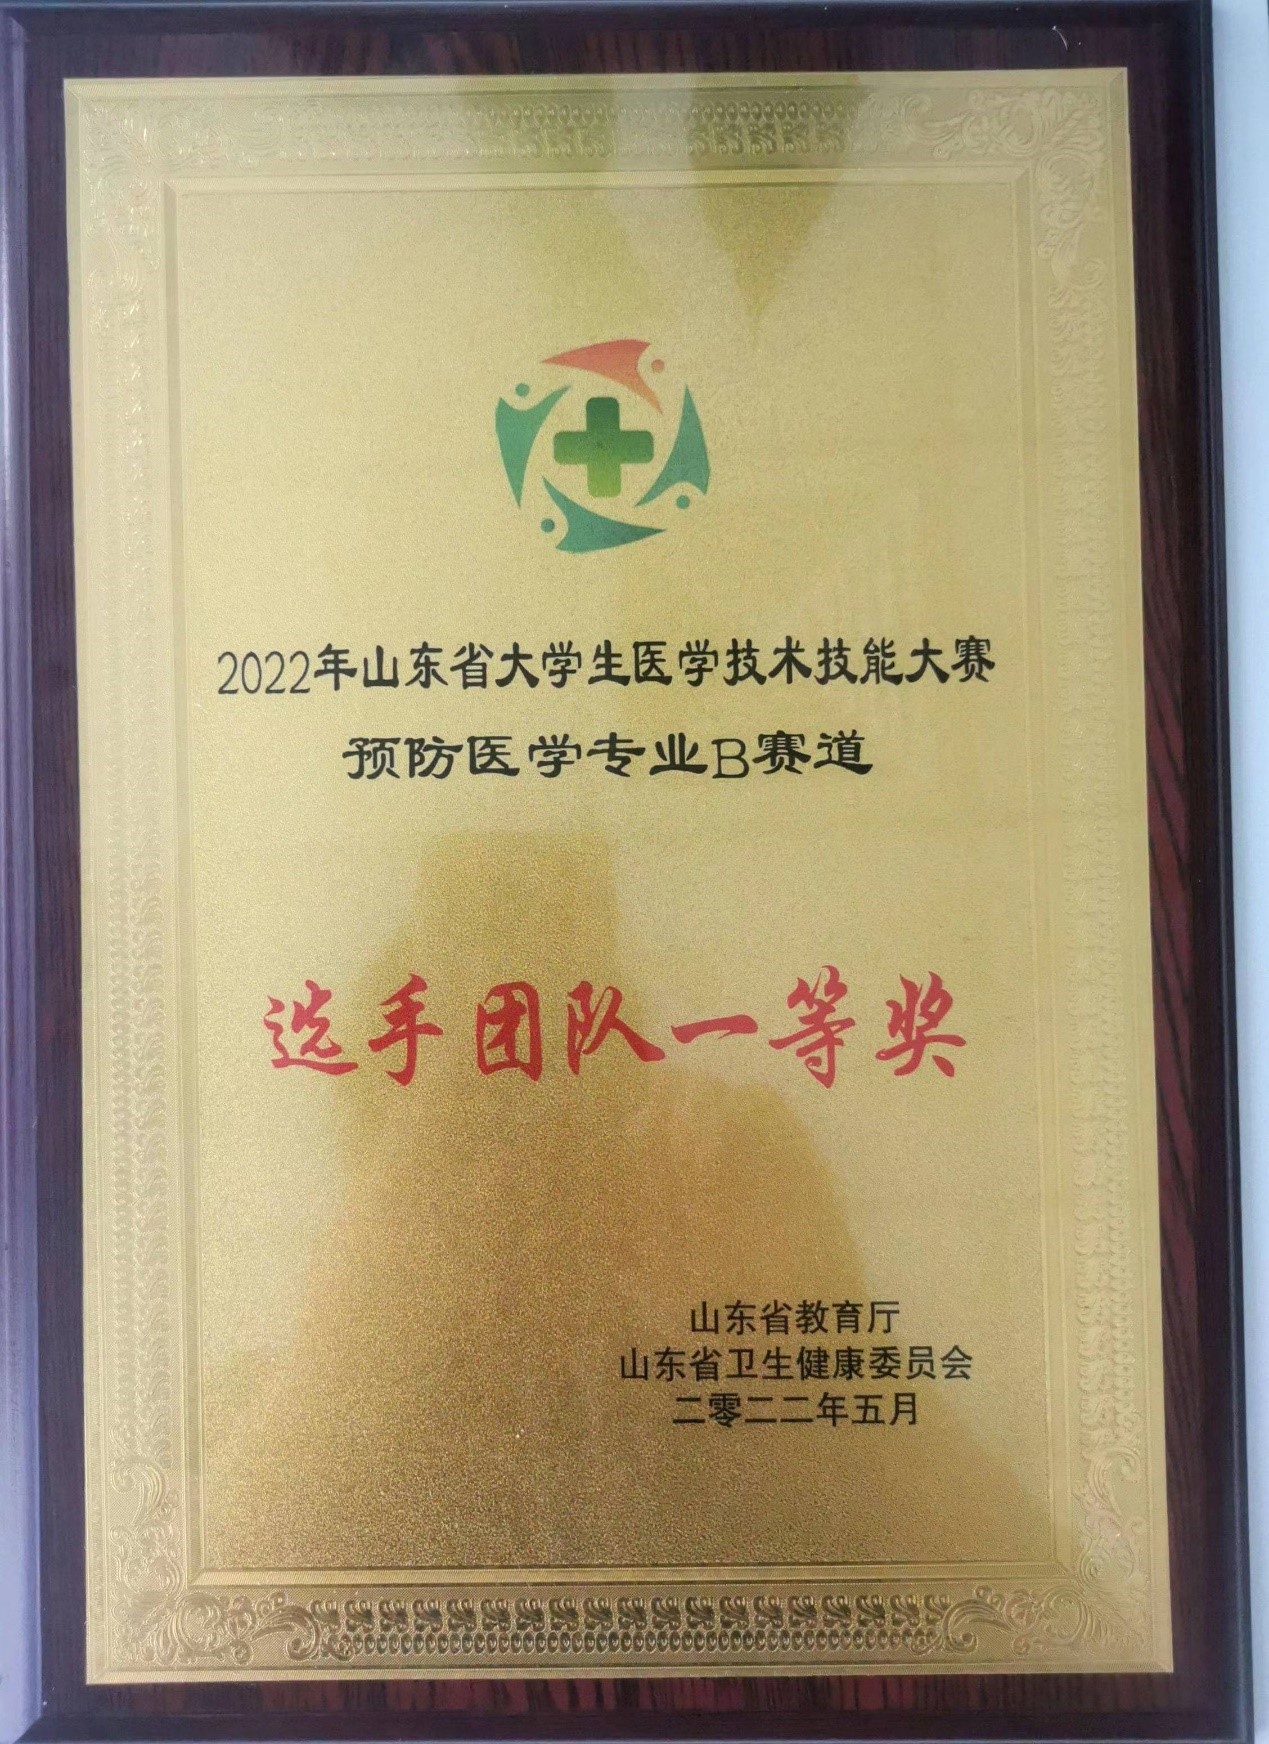 2022年山东省大学生医学技术技能大赛
预防医学专业B赛道
选手团队一等奖
山东省教育厅
山东省卫生健康委员会
二零二二年五月